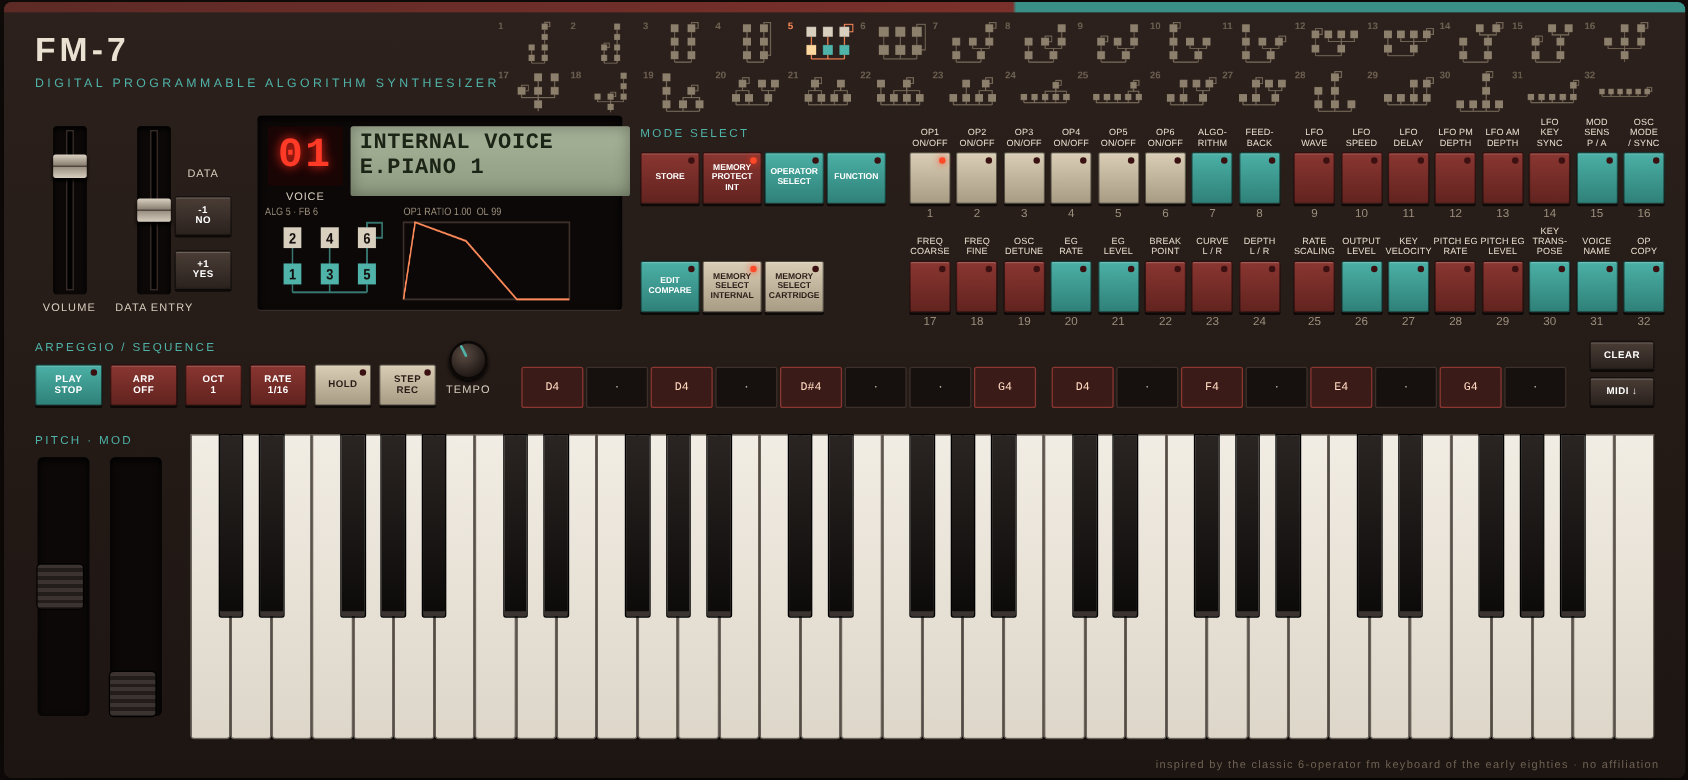 FM-7
DIGITAL PROGRAMMABLE ALGORITHM SYNTHESIZER
1 2 3 4 5 6 7 8 9 10 11 12 13 14 15 16
17 18 19 20 21 22 23 24 25 26 27 28 29 30 31 32
VOLUME
DATA ENTRY
DATA
-1
NO
+1
YES
01
VOICE
INTERNAL VOICE
E.PIANO 1
ALG 5 · FB 6
OP1 RATIO 1.00 OL 99
2 4 6
1 3 5
MODE SELECT
STORE
MEMORY
PROTECT
INT
OPERATOR
SELECT
FUNCTION
EDIT
COMPARE
MEMORY
SELECT
INTERNAL
MEMORY
SELECT
CARTRIDGE
OP1
ON/OFF
OP2
ON/OFF
OP3
ON/OFF
OP4
ON/OFF
OP5
ON/OFF
OP6
ON/OFF
ALGO-
RITHM
FEED-
BACK
LFO
WAVE
LFO
SPEED
LFO
DELAY
LFO PM
DEPTH
LFO AM
DEPTH
LFO
KEY
SYNC
MOD
SENS
P / A
OSC
MODE
/ SYNC
1 2 3 4 5 6 7 8 9 10 11 12 13 14 15 16
FREQ
COARSE
FREQ
FINE
OSC
DETUNE
EG
RATE
EG
LEVEL
BREAK
POINT
CURVE
L / R
DEPTH
L / R
RATE
SCALING
OUTPUT
LEVEL
KEY
VELOCITY
PITCH EG
RATE
PITCH EG
LEVEL
KEY
TRANS-
POSE
VOICE
NAME
OP
COPY
17 18 19 20 21 22 23 24 25 26 27 28 29 30 31 32
ARPEGGIO / SEQUENCE
PLAY
STOP
ARP
OFF
OCT
1
RATE
1/16
HOLD
STEP
REC
TEMPO
D4 · D4 · D#4 · · G4 D4 · F4 · E4 · G4 ·
CLEAR
MIDI ↓
PITCH · MOD
inspired by the classic 6-operator fm keyboard of the early eighties · no affiliation